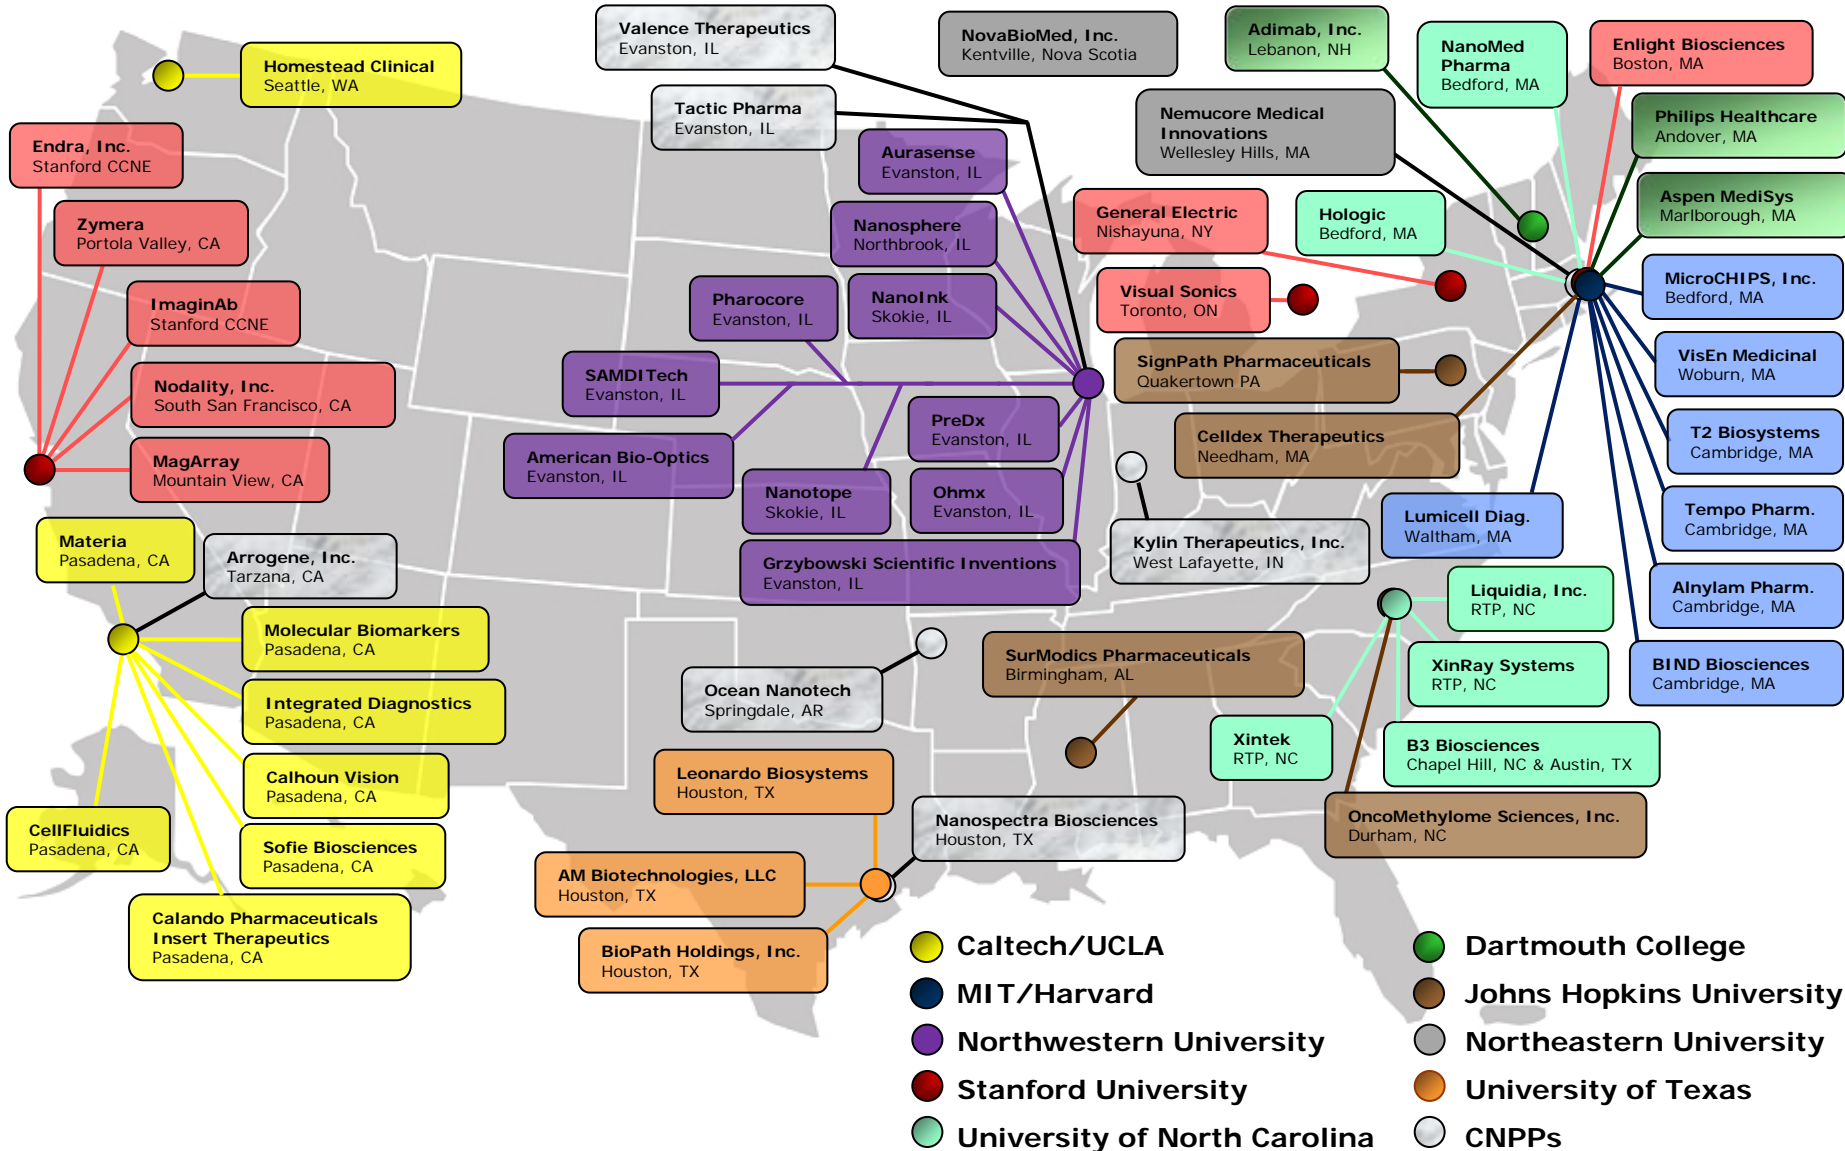 Valence Therapeutics
Evanston, IL
NovaBioMed, Inc.
Kentville, Nova Scotia
Adimab, Inc.
Lebanon, NH
NanoMed
Pharma
Bedford, MA
Enlight Biosciences
Boston, MA
Homestead Clinical
Seattle, WA
Tactic Pharma
Evanston, IL
Nemucore Medical
Innovations
Wellesley Hills, MA
Philips Healthcare
Andover, MA
Endra, Inc.
Stanford CCNE
Aurasense
Evanston, IL
Aspen MediSys
Marlborough, MA
Zymera
Portola Valley, CA
Nanosphere
Northbrook, IL
General Electric
Nishayuna, NY
Hologic
Bedford, MA
ImaginAb
Stanford CCNE
Pharocore
Evanston, IL
NanoInk
Skokie, IL
Visual Sonics
Toronto, ON
MicroCHIPS, Inc.
Bedford, MA
Nodality, Inc.
South San Francisco, CA
SAMDITech
Evanston, IL
SignPath Pharmaceuticals
Quakertown PA
VisEn Medicinal
Woburn, MA
PreDx
Evanston, IL
Celldex Therapeutics
Needham, MA
T2 Biosystems
Cambridge, MA
MagArray
Mountain View, CA
American Bio-Optics
Evanston, IL
Nanotope
Skokie, IL
Ohmx
Evanston, IL
Lumicell Diag.
Waltham, MA
Tempo Pharm.
Cambridge, MA
Materia
Pasadena, CA
Arrogene, Inc.
Tarzana, CA
Grzybowski Scientific Inventions
Evanston, IL
Kylin Therapeutics, Inc.
West Lafayette, IN
Liquidia, Inc.
RTP, NC
Alnylam Pharm.
Cambridge, MA
Molecular Biomarkers
Pasadena, CA
SurModics Pharmaceuticals
Birmingham, AL
XinRay Systems
RTP, NC
BIND Biosciences
Cambridge, MA
Integrated Diagnostics
Pasadena, CA
Ocean Nanotech
Springdale, AR
Xintek
RTP, NC
B3 Biosciences
Chapel Hill, NC & Austin, TX
Calhoun Vision
Pasadena, CA
Leonardo Biosystems
Houston, TX
Nanospectra Biosciences
Houston, TX
OncoMethylome Sciences, Inc.
Durham, NC
CellFluidics
Pasadena, CA
Sofie Biosciences
Pasadena, CA
AM Biotechnologies, LLC
Houston, TX
Calando Pharmaceuticals
Insert Therapeutics
Pasadena, CA
BioPath Holdings, Inc.
Houston, TX
Caltech/UCLA
MIT/Harvard
Northwestern University
Stanford University
University of North Carolina
Dartmouth College
Johns Hopkins University
Northeastern University
University of Texas
CNPPs